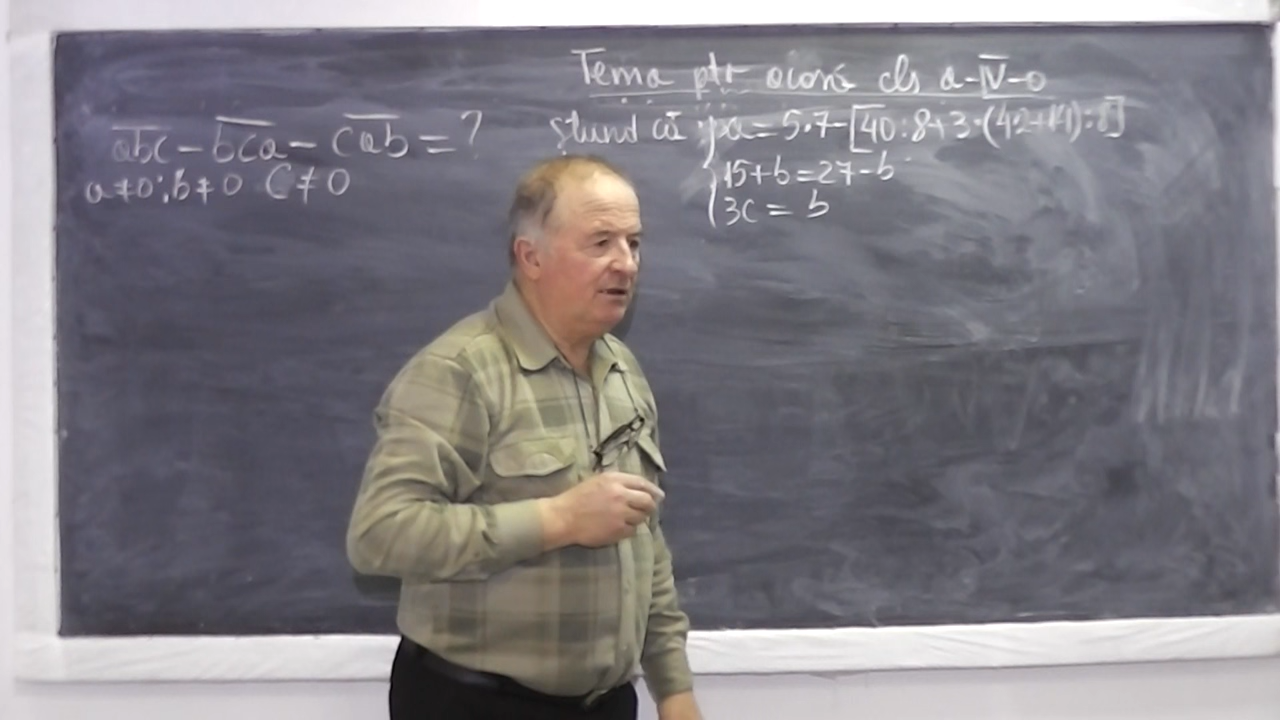 Tema ptr acasă cls a-IV-a
abc - bca - cab = ?
a ≠ 0; b ≠ 0 C ≠ 0
știind că a = 5·7-[40:8+3·(42+14):8]
15+b=27-b
3c = b